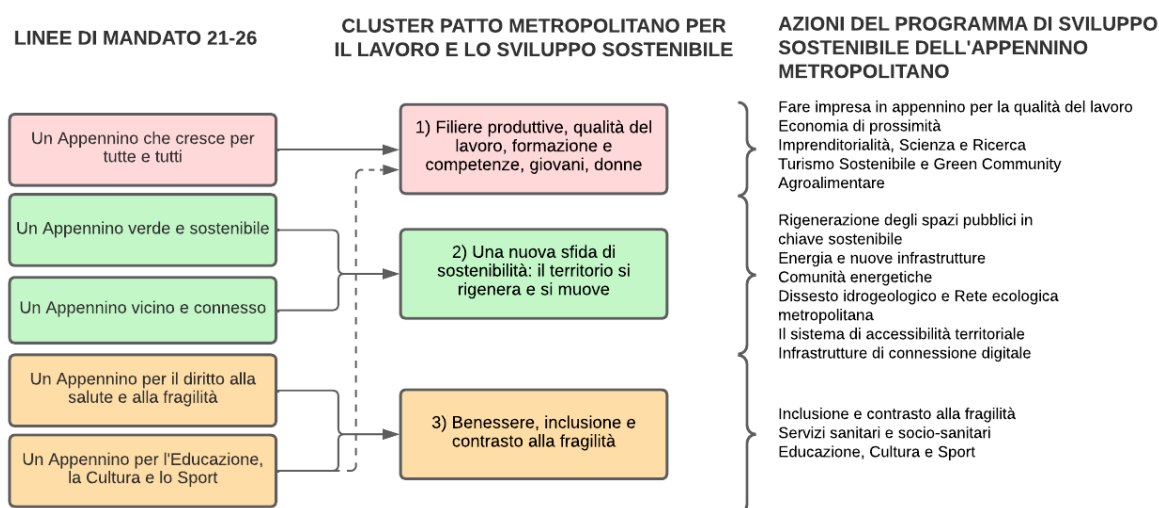 LINEE DI MANDATO 21-26
CLUSTER PATTO METROPOLITANO PER
IL LAVORO E LO SVILUPPO SOSTENIBILE
AZIONI DEL PROGRAMMA DI SVILUPPO
SOSTENIBILE DELL'APPENNINO
METROPOLITANO
Un Appennino che cresce per
tutte e tutti
Un Appennino verde e sostenibile
Un Appennino vicino e connesso
Un Appennino per il diritto alla
salute e alla fragilità
Un Appennino per l'Educazione,
la Cultura e lo Sport
1) Filiere produttive, qualità del
lavoro, formazione e
competenze, giovani, donne
2) Una nuova sfida di
sostenibilità: il territorio si
rigenera e si muove
3) Benessere, inclusione e
contrasto alla fragilità
Fare impresa in appennino per la qualità del lavoro
Economia di prossimità
Imprenditorialità, Scienza e Ricerca
Turismo Sostenibile e Green Community
Agroalimentare
Rigenerazione degli spazi pubblici in
chiave sostenibile
Energia e nuove infrastrutture
Comunità energetiche
Dissesto idrogeologico e Rete ecologica
metropolitana
Il sistema di accessibilità territoriale
Infrastrutture di connessione digitale
Inclusione e contrasto alla fragilità
Servizi sanitari e socio-sanitari
Educazione, Cultura e Sport